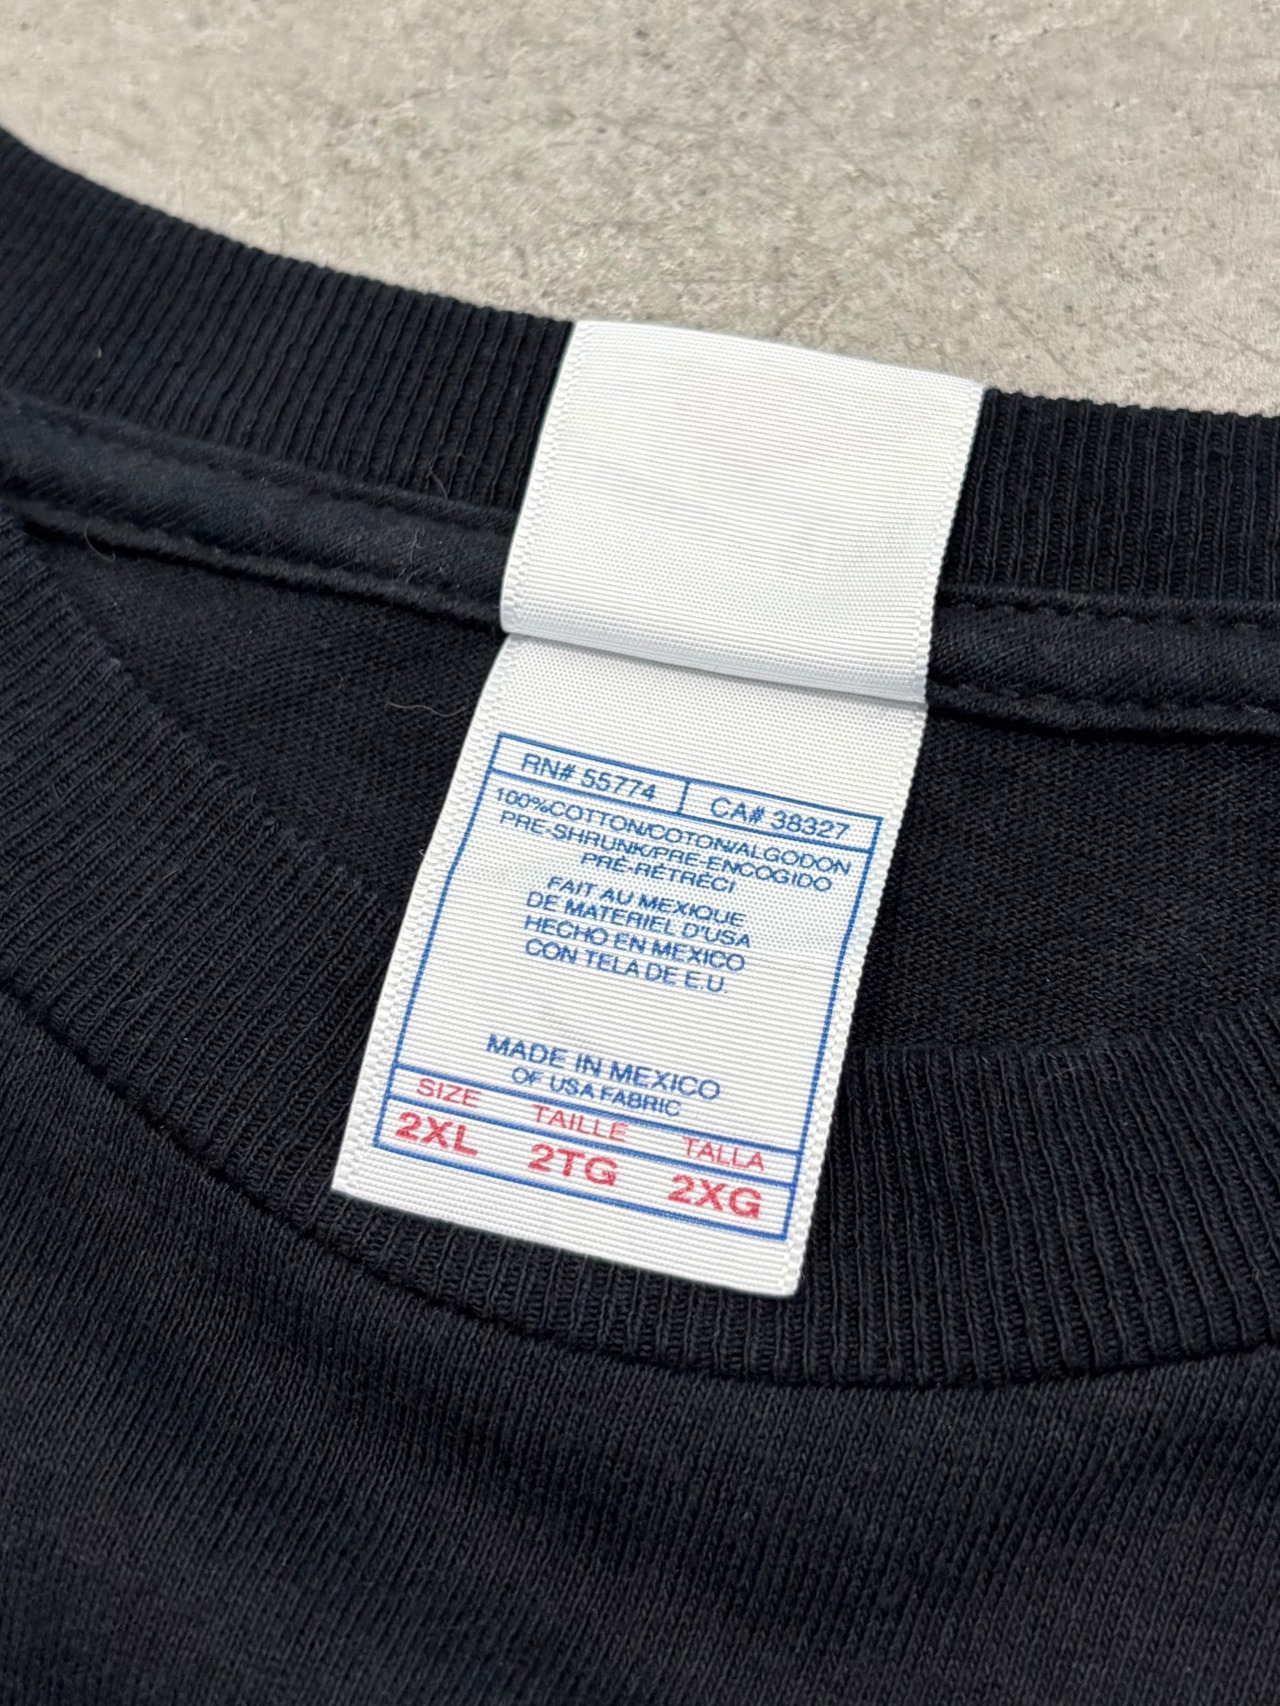 RN# 55774 CA# 38327
100%COTTON/COTON/ALGODON
PRE-SHRUNK/PRE-ENCOGIDO
PRÉ-RÉTRÉCI
FAIT AU MEXIQUE
DE MATERIEL D'USA
HECHO EN MEXICO
CON TELA DE E.U.
MADE IN MEXICO
OF USA FABRIC
SIZE TAILLE TALLA
2XL 2TG 2XG